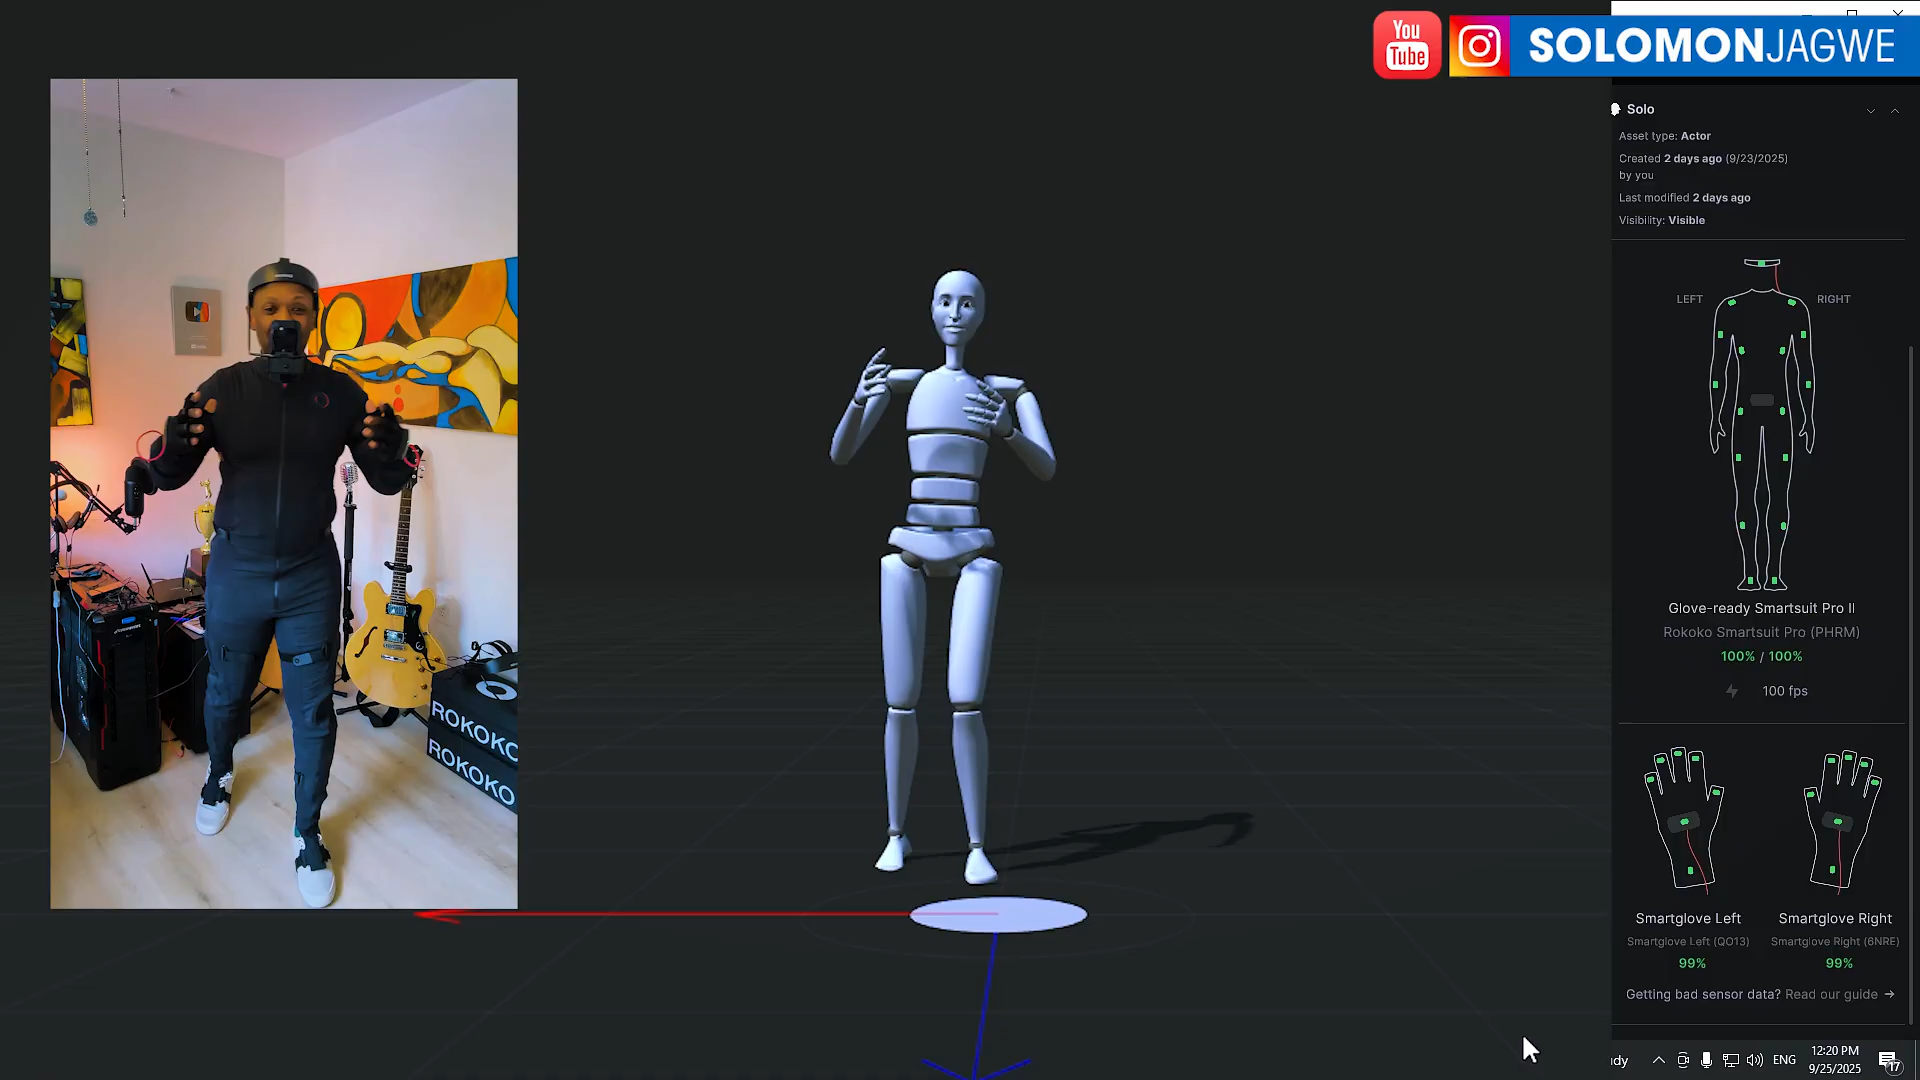 You
Tube
SOLOMONJAGWE
Solo
Asset type: Actor
Created 2 days ago (9/23/2025)
by you
Last modified 2 days ago
Visibility: Visible
LEFT
RIGHT
Glove-ready Smartsuit Pro II
Rokoko Smartsuit Pro (PHRM)
100% / 100%
100 fps
Smartglove Left
Smartglove Right
Smartglove Left (QO13)
Smartglove Right (6NRE)
99%
99%
Getting bad sensor data? Read our guide →
ROKOKO
ROKOKO
dy
ENG
12:20 PM
9/25/2025
17